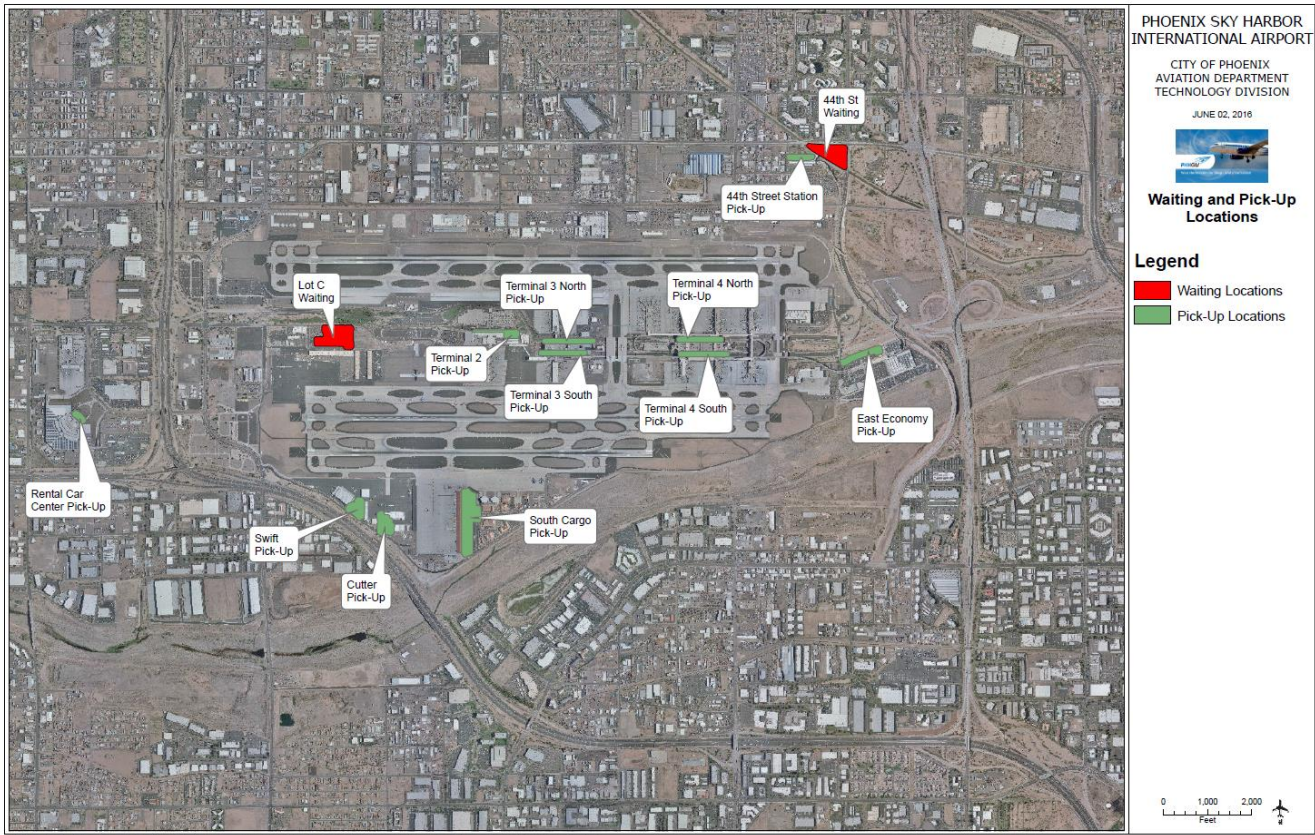 PHOENIX SKY HARBOR
INTERNATIONAL AIRPORT
CITY OF PHOENIX
AVIATION DEPARTMENT
TECHNOLOGY DIVISION
JUNE 02, 2016
Waiting and Pick-Up
Locations
Legend
Waiting Locations
Pick-Up Locations
44th St
Waiting
44th Street Station
Pick-Up
Lot C
Waiting
Terminal 3 North
Pick-Up
Terminal 4 North
Pick-Up
Terminal 2
Pick-Up
Terminal 3 South
Pick-Up
Terminal 4 South
Pick-Up
East Economy
Pick-Up
Rental Car
Center Pick-Up
Swift
Pick-Up
South Cargo
Pick-Up
Cutter
Pick-Up
0 1,000 2,000
Feet